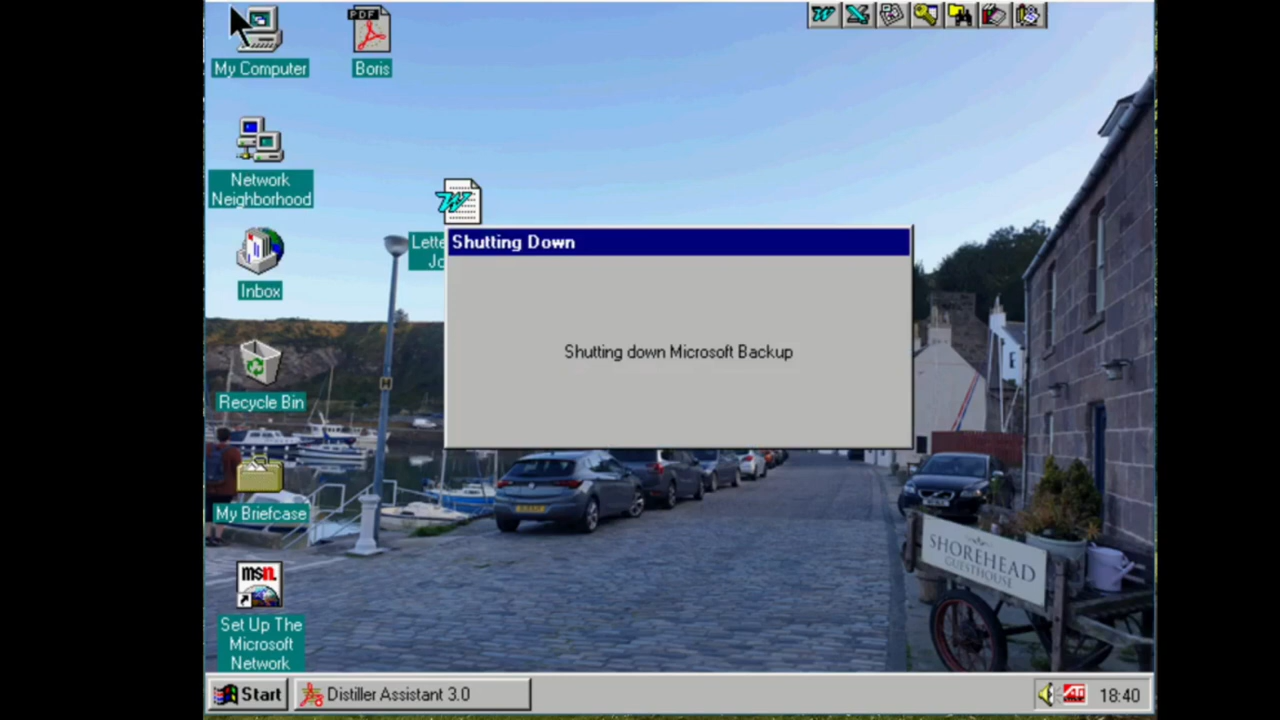 My Computer
PDF
Boris
Network
Neighborhood
Inbox
Recycle Bin
My Briefcase
msn
Set Up The
Microsoft
Network
Shutting Down
Shutting down Microsoft Backup
SHOREHEAD
GUESTHOUSE
H
Start
Distiller Assistant 3.0
ATI
18:40